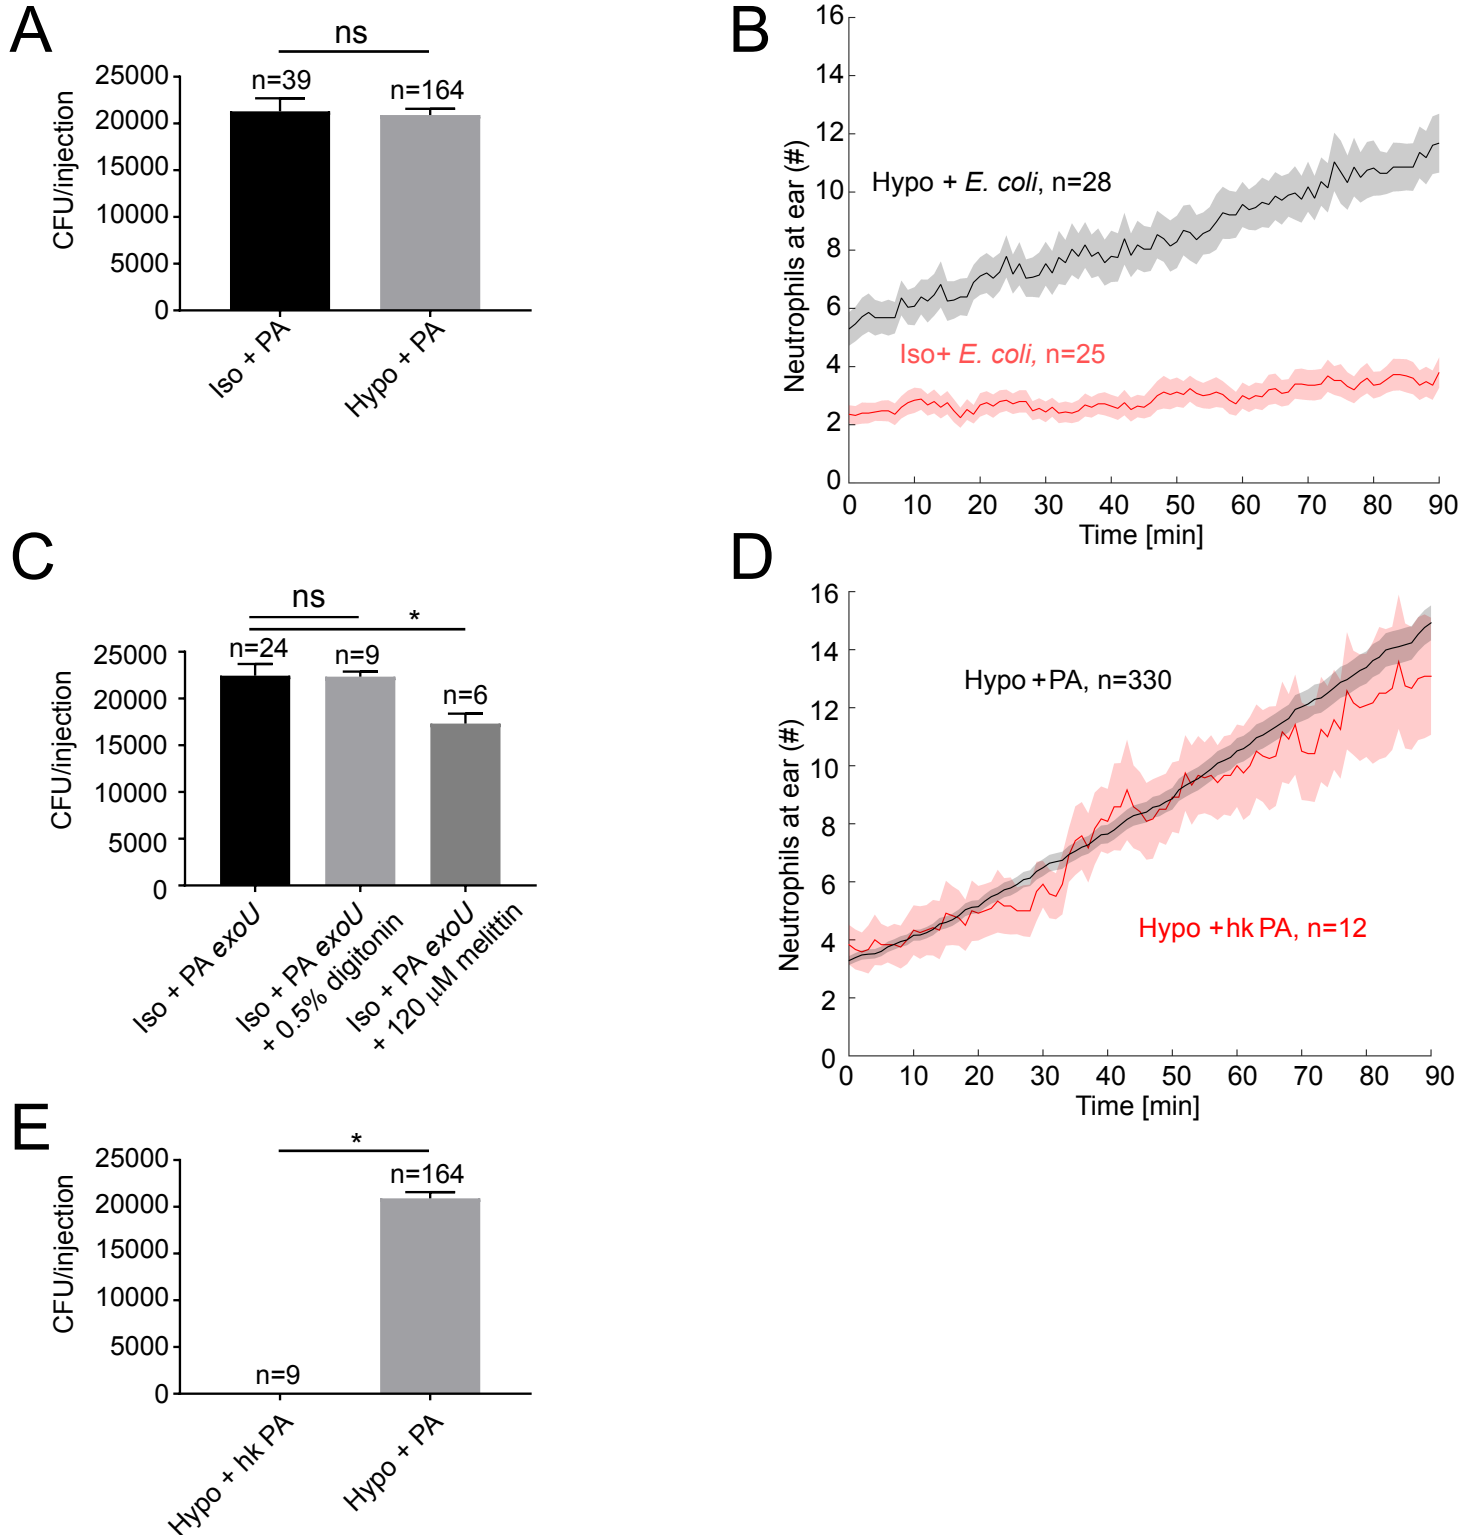 A
ns
n=39
n=164
CFU/injection
25000
20000
15000
10000
5000
0
Iso + PA
Hypo + PA
B
Neutrophils at ear (#)
16
14
12
10
8
6
4
2
0
Hypo + E. coli, n=28
Iso+ E. coli, n=25
0 10 20 30 40 50 60 70 80 90
Time [min]
C
ns
*
n=24
n=9
n=6
CFU/injection
25000
20000
15000
10000
5000
0
Iso + PA exoU
Iso + PA exoU
+ 0.5% digitonin
Iso + PA exoU
+ 120 μM melittin
D
Neutrophils at ear (#)
16
14
12
10
8
6
4
2
0
Hypo +PA, n=330
Hypo +hk PA, n=12
0 10 20 30 40 50 60 70 80 90
Time [min]
E
*
n=164
n=9
CFU/injection
25000
20000
15000
10000
5000
0
Hypo + hk PA
Hypo + PA